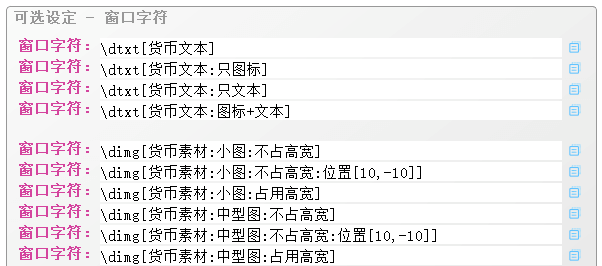 可选设定 - 窗口字符
窗口字符： \dtxt[货币文本]
窗口字符： \dtxt[货币文本:只图标]
窗口字符： \dtxt[货币文本:只文本]
窗口字符： \dtxt[货币文本:图标+文本]
窗口字符： \dimg[货币素材:小图:不占高宽]
窗口字符： \dimg[货币素材:小图:不占高宽:位置[10,-10]]
窗口字符： \dimg[货币素材:小图:占用高宽]
窗口字符： \dimg[货币素材:中型图:不占高宽]
窗口字符： \dimg[货币素材:中型图:不占高宽:位置[10,-10]]
窗口字符： \dimg[货币素材:中型图:占用高宽]